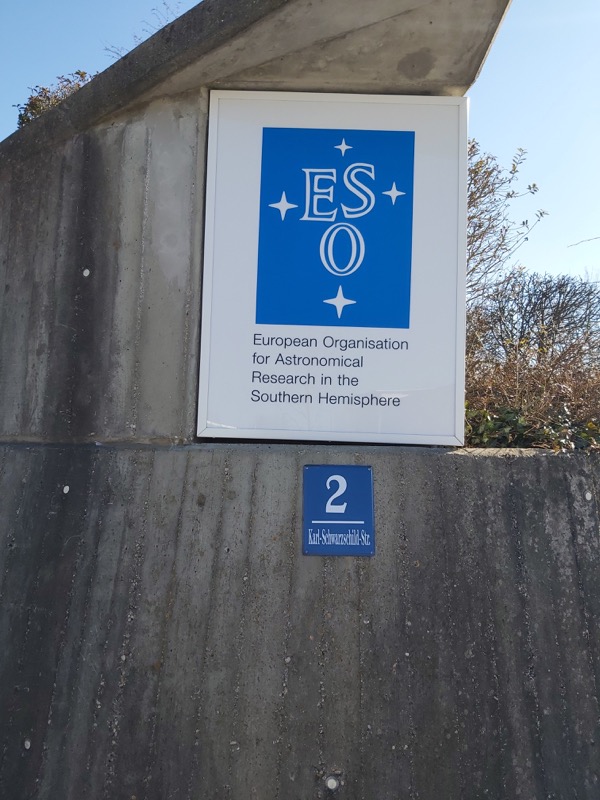 ES
O
European Organisation
for Astronomical
Research in the
Southern Hemisphere
2
Karl-Schwarzschild-Str.